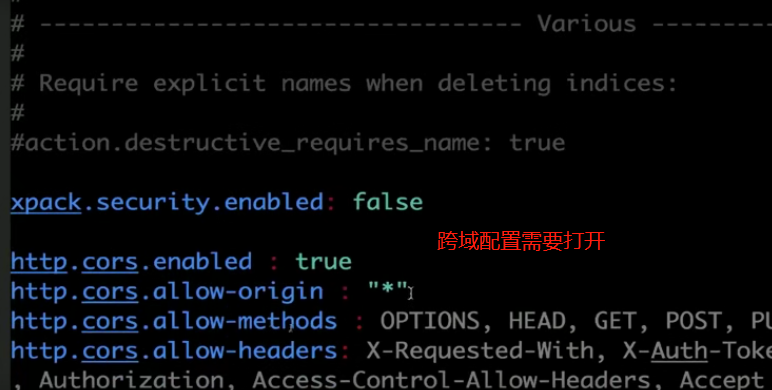 #
# ---------------------------------- Various ----------
#
# Require explicit names when deleting indices:
#
#action.destructive_requires_name: true
xpack.security.enabled: false
跨域配置需要打开
http.cors.enabled : true
http.cors.allow-origin : "*"
http.cors.allow-methods : OPTIONS, HEAD, GET, POST, PU
http.cors.allow-headers: X-Requested-With, X-Auth-Toke
, Authorization, Access-Control-Allow-Headers, Accept